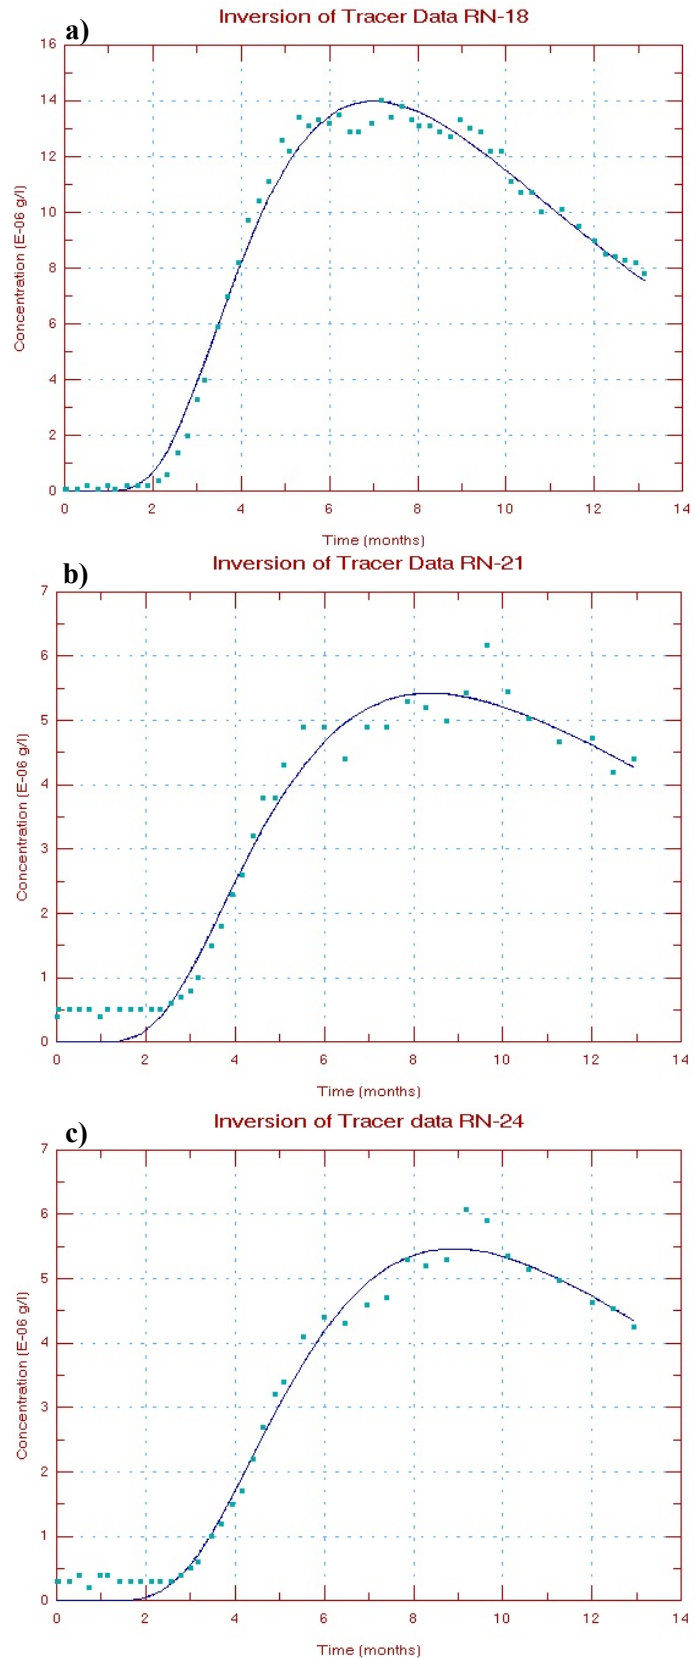 a)
Inversion of Tracer Data RN-18
16
14
12
10
8
6
4
2
0
Concentration (E-06 g/l)
0 2 4 6 8 10 12 14
Time (months)
b)
Inversion of Tracer Data RN-21
7
6
5
4
3
2
1
0
Concentration (E-06 g/l)
0 2 4 6 8 10 12 14
Time (months)
c)
Inversion of Tracer data RN-24
7
6
5
4
3
2
1
0
Concentration (E-06 g/l)
0 2 4 6 8 10 12 14
Time (months)